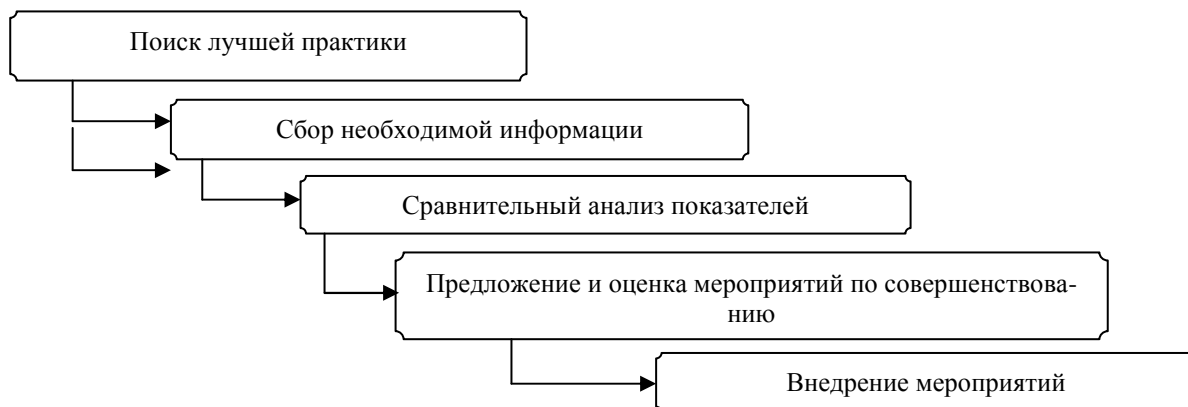 Поиск лучшей практики
Сбор необходимой информации
Сравнительный анализ показателей
Предложение и оценка мероприятий по совершенствова-
нию
Внедрение мероприятий